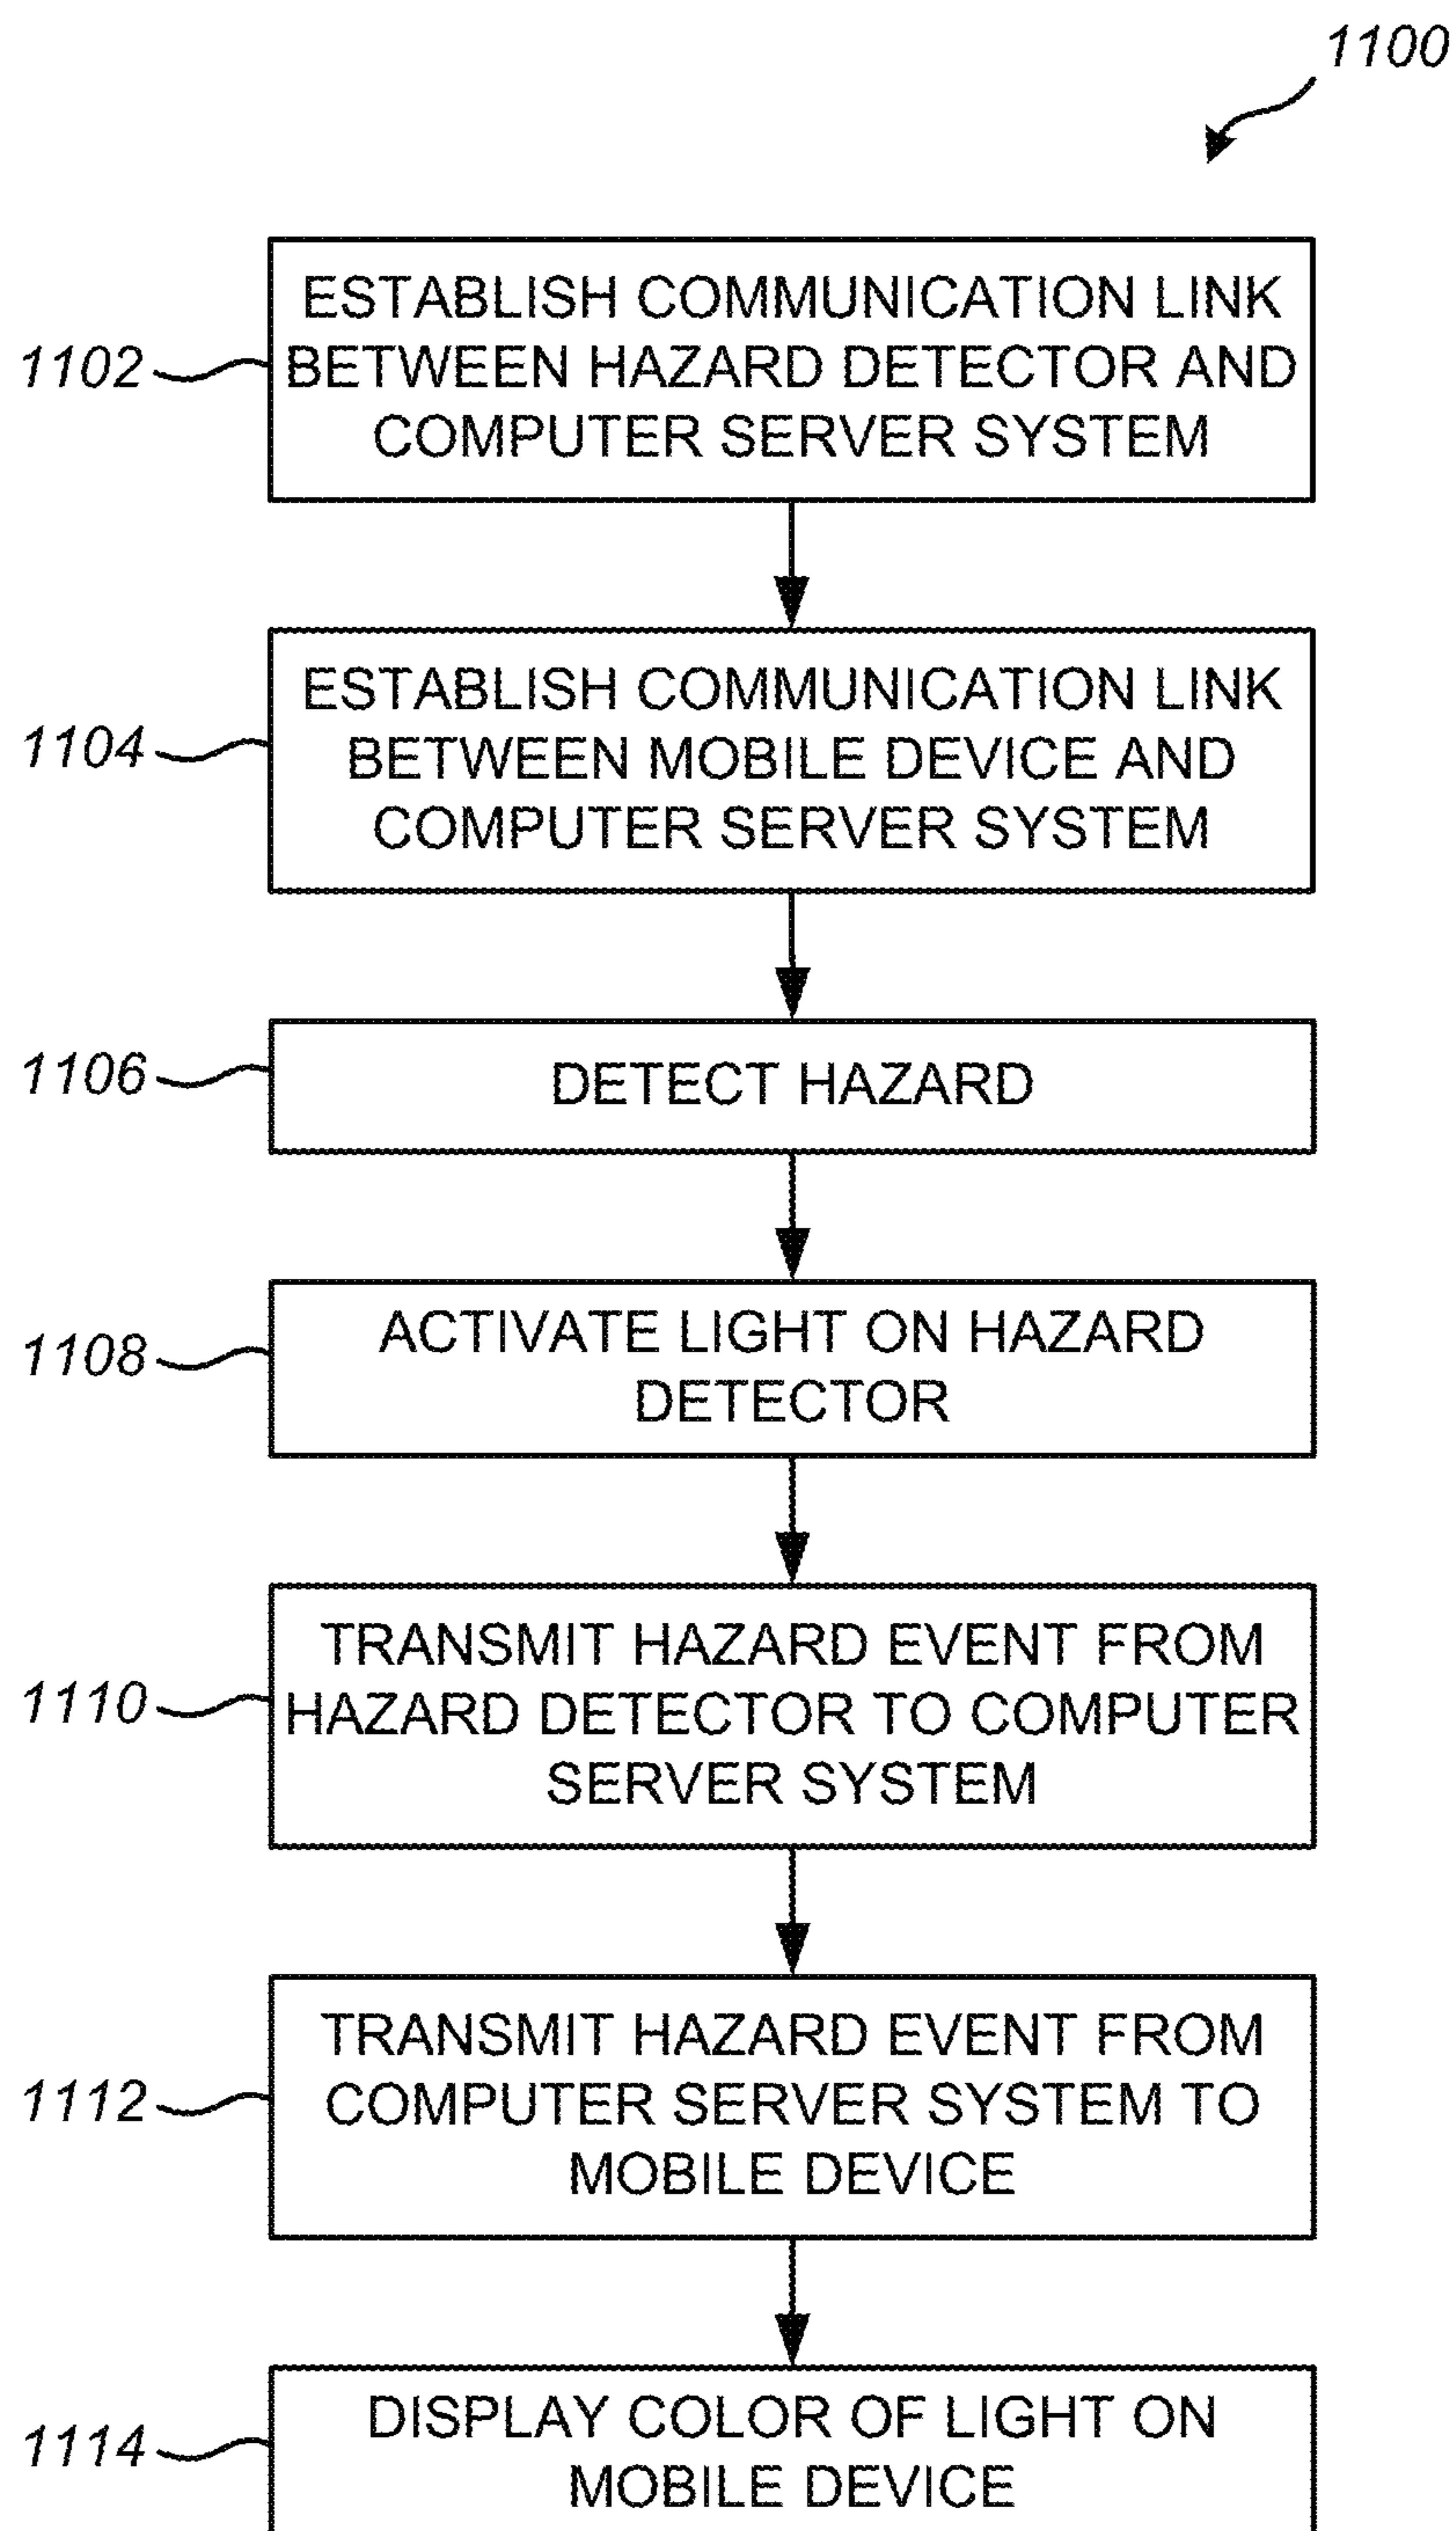 1100
ESTABLISH COMMUNICATION LINK
1102 BETWEEN HAZARD DETECTOR AND
COMPUTER SERVER SYSTEM
ESTABLISH COMMUNICATION LINK
1104 BETWEEN MOBILE DEVICE AND
COMPUTER SERVER SYSTEM
1106 DETECT HAZARD
1108 ACTIVATE LIGHT ON HAZARD
DETECTOR
TRANSMIT HAZARD EVENT FROM
1110 HAZARD DETECTOR TO COMPUTER
SERVER SYSTEM
TRANSMIT HAZARD EVENT FROM
1112 COMPUTER SERVER SYSTEM TO
MOBILE DEVICE
1114 DISPLAY COLOR OF LIGHT ON
MOBILE DEVICE